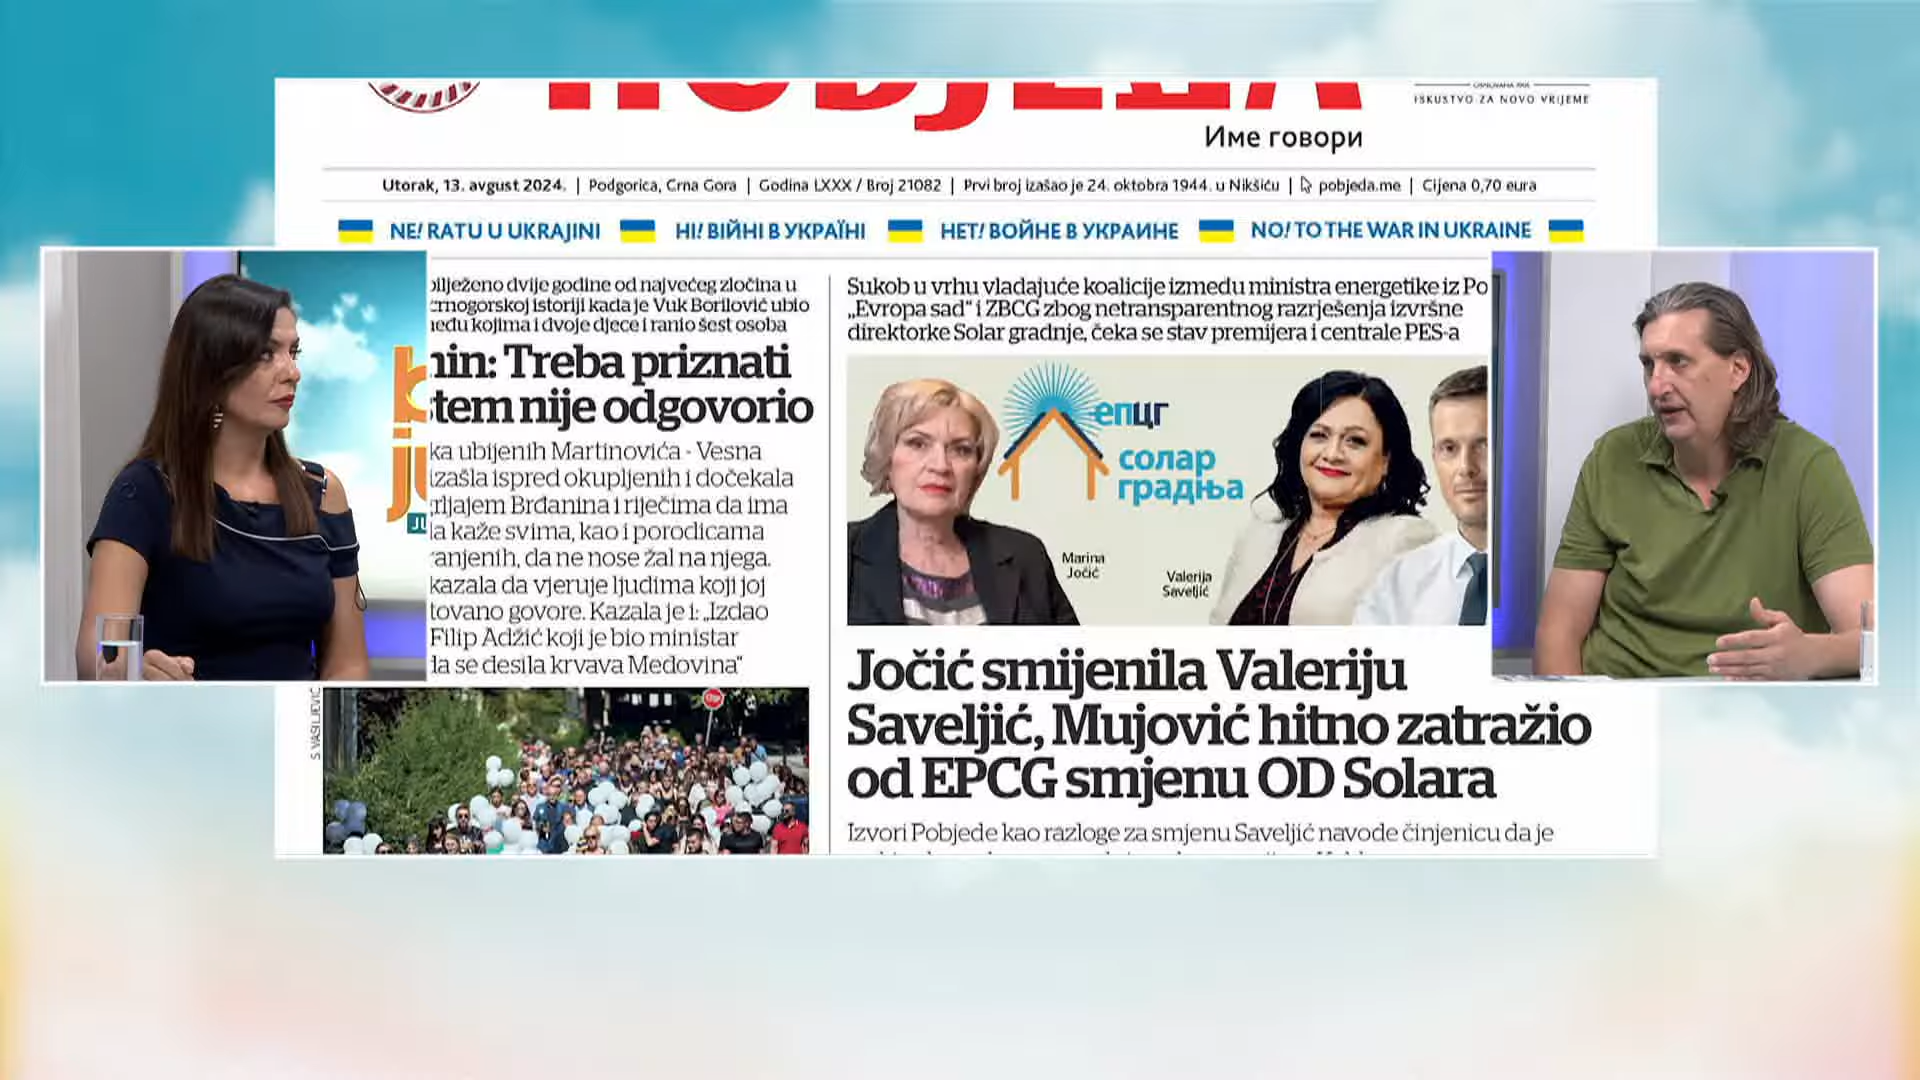 ISKUSTVO ZA NOVO VRIJEME
Име говори
Utorak, 13. avgust 2024. | Podgorica, Crna Gora | Godina LXXX / Broj 21082 | Prvi broj izašao je 24. oktobra 1944. u Nikšiću | pobjeda.me | Cijena 0,70 eura
NE! RATU U UKRAJINI НІ! ВІЙНІ В УКРАЇНІ НЕТ! ВОЙНЕ В УКРАИНЕ NO! TO THE WAR IN UKRAINE
dvije godine od najvećeg zločina u
crnogorskoj istoriji kada je Vuk Borilović ubio
među kojima i dvoje djece i ranio šest osoba
Treba priznati
nije odgovorio
ka ubijenih Martinovića - Vesna
izašla ispred okupljenih i dočekala
Brđanina i riječima da ima
kaže svima, kao i porodicama
da ne nose žal na njega.
kazala da vjeruje ljudima koji joj
govore. Kazala je i: „Izdao
Filip Adžić koji je bio ministar
da se desila krvava Medovina“
S. VASILJEVIĆ
STOP
Sukob u vrhu vladajuće koalicije između ministra energetike iz Po
„Evropa sad“ i ZBCG zbog netransparentnog razrješenja izvršne
direktorke Solar gradnje, čeka se stav premijera i centrale PES-a
епцг
солар
градња
Marina
Jočić
Valerija
Saveljić
Jočić smijenila Valeriju
Saveljić, Mujović hitno zatražio
od EPCG smjenu OD Solara
Izvori Pobjede kao razloge za smjenu Saveljić navode činjenicu da je